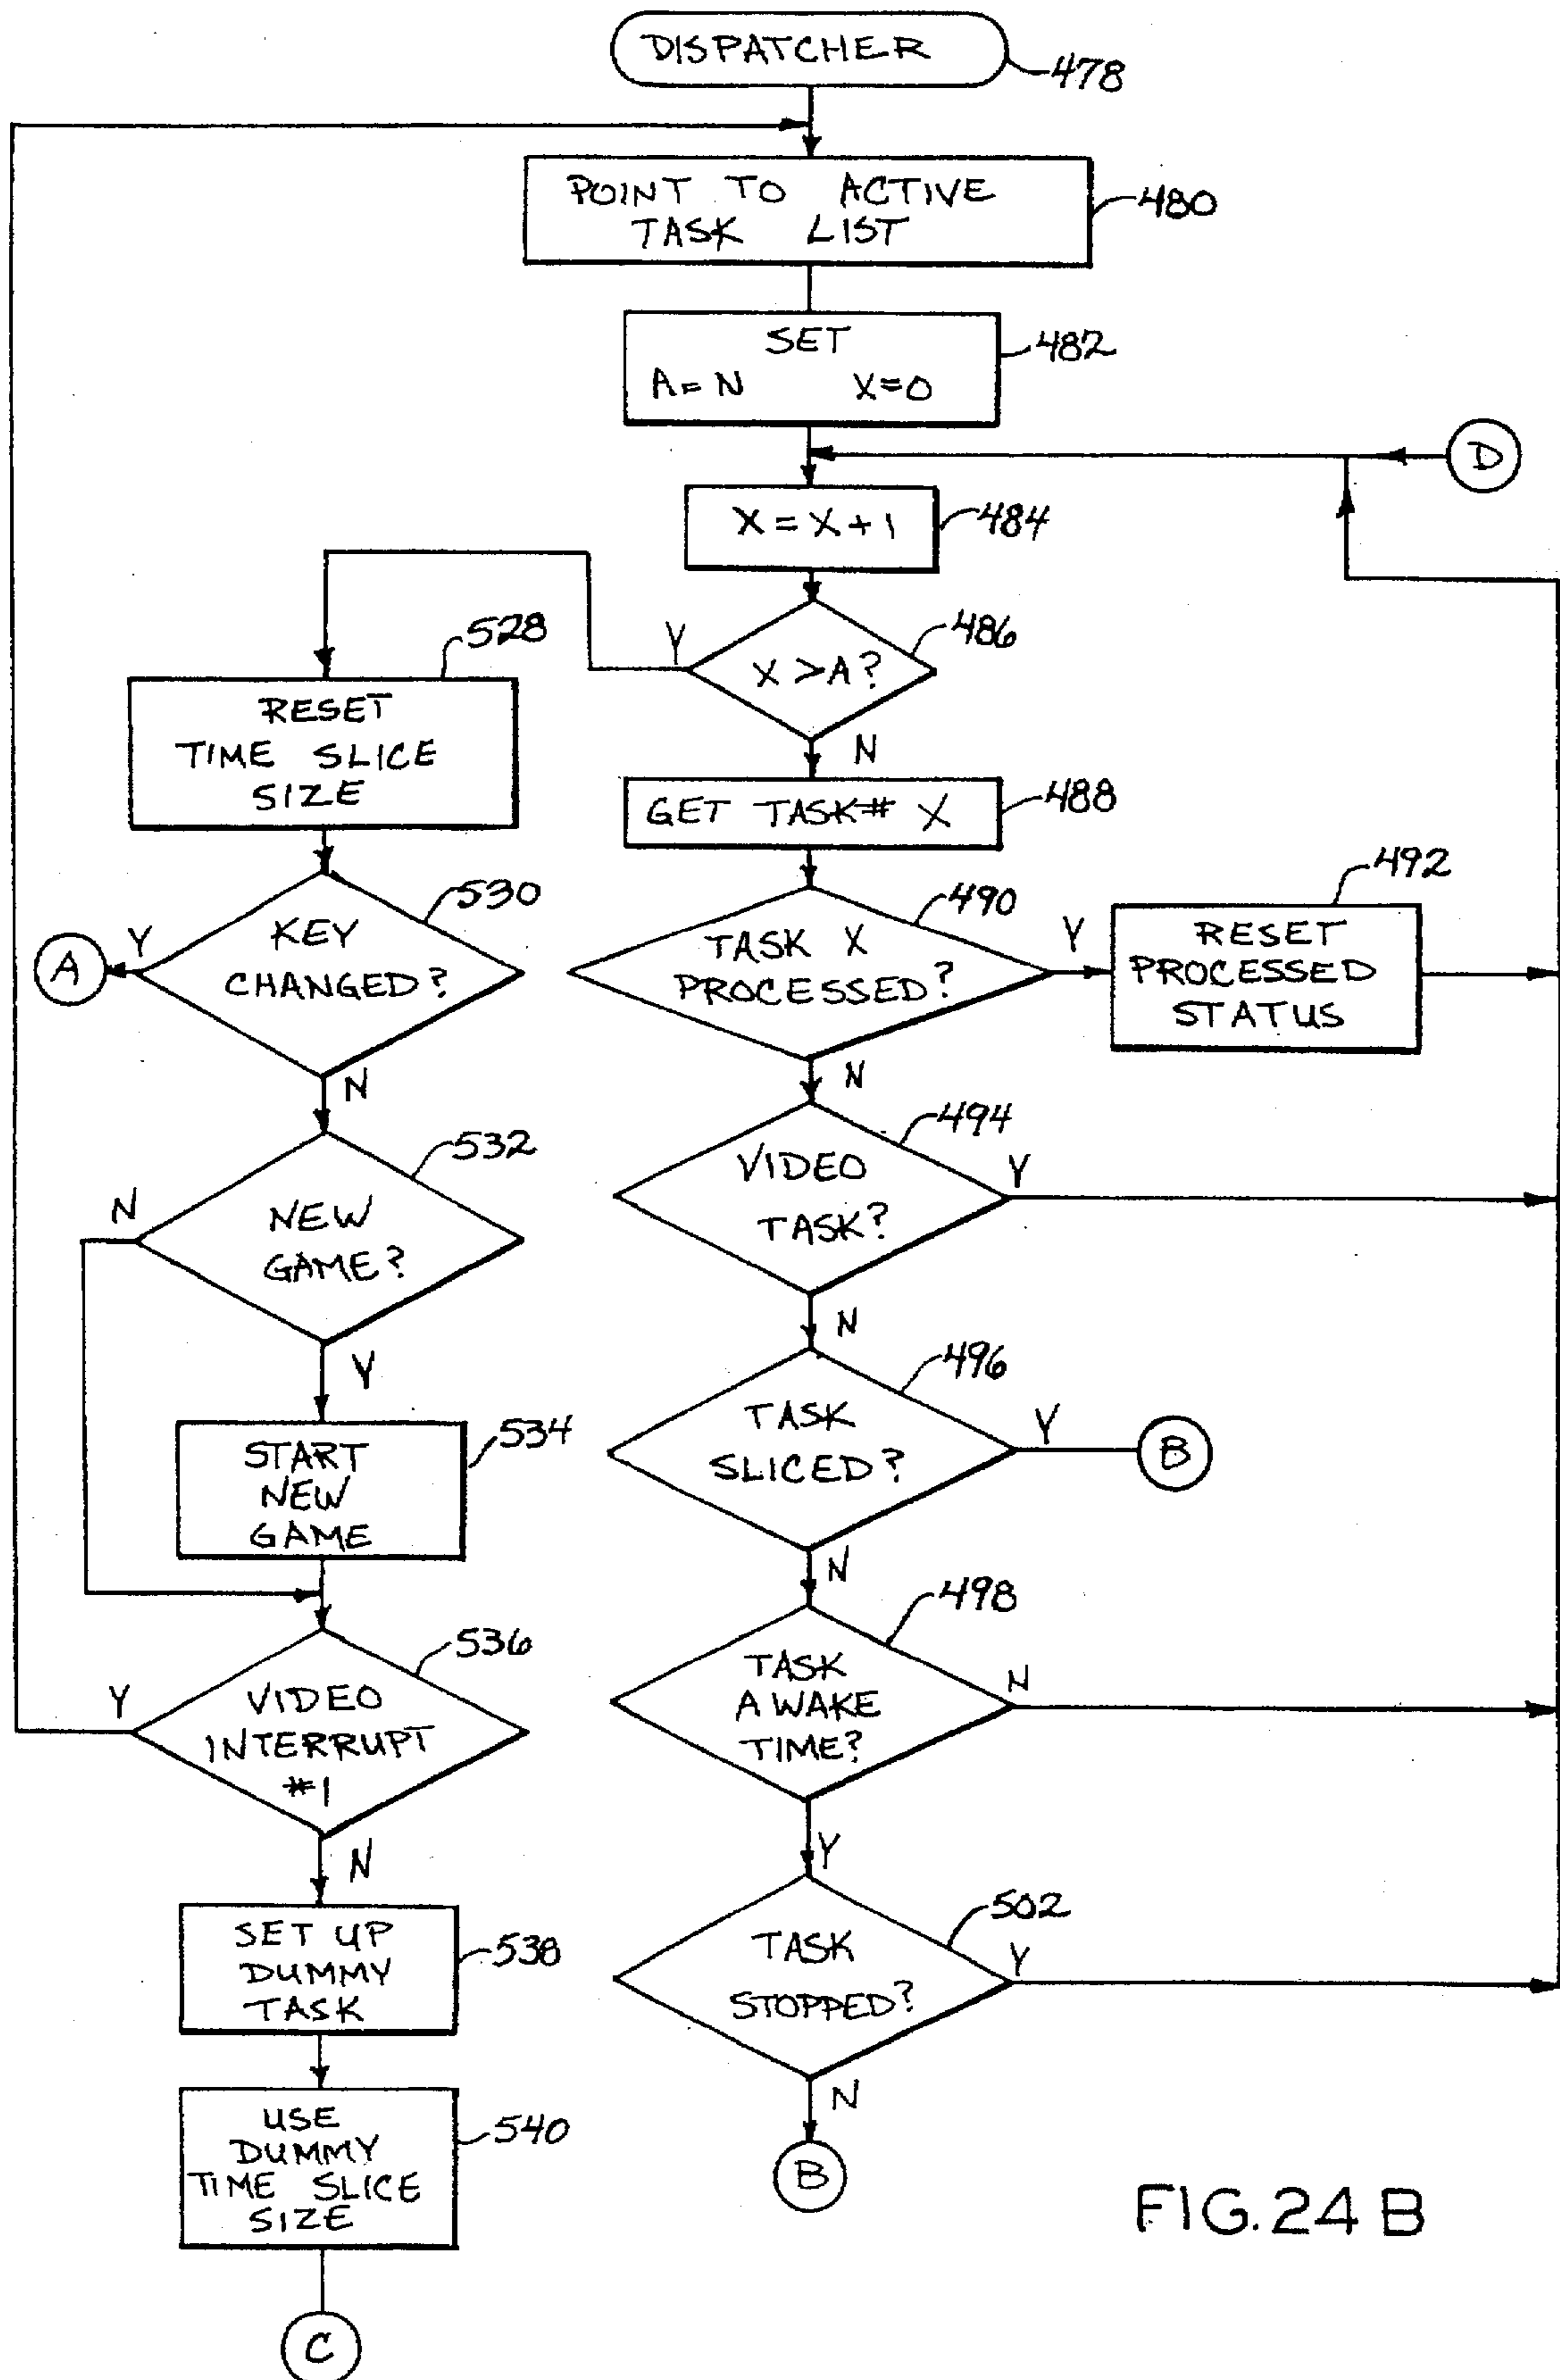 DISPATCHER
478
POINT TO ACTIVE
TASK LIST
480
SET
A=N X=0
482
D
X=X+1
484
X>A?
486
Y
N
528
RESET
TIME SLICE
SIZE
GET TASK# X
488
KEY
CHANGED?
530
Y
A
N
TASK X
PROCESSED?
490
Y
N
492
RESET
PROCESSED
STATUS
NEW
GAME?
532
N
Y
VIDEO
TASK?
494
Y
N
START
NEW
GAME
534
TASK
SLICED?
496
Y
B
N
VIDEO
INTERRUPT
#1
536
Y
N
TASK
AWAKE
TIME?
498
N
Y
SET UP
DUMMY
TASK
538
TASK
STOPPED?
502
Y
N
B
USE
DUMMY
TIME SLICE
SIZE
540
C
FIG. 24 B